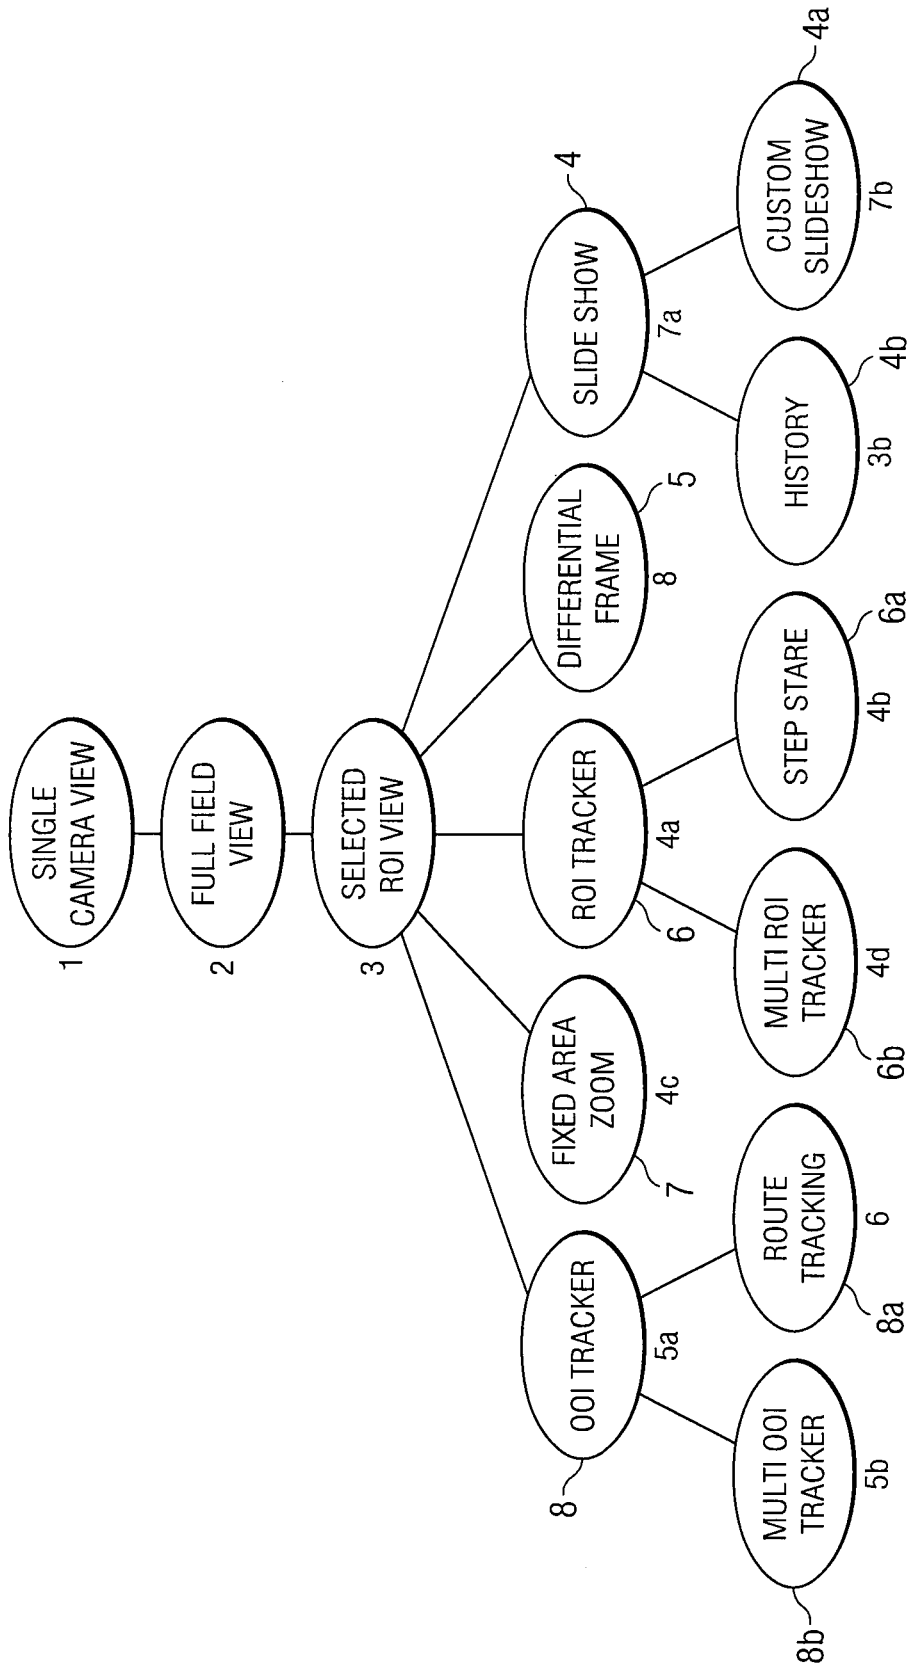 SINGLE
CAMERA VIEW
1
FULL FIELD
VIEW
2
SELECTED
ROI VIEW
3
OOI TRACKER
5a
8
FIXED AREA
ZOOM
4c
7
ROI TRACKER
4a
6
DIFFERENTIAL
FRAME
8
5
SLIDE SHOW
7a
4
MULTI OOI
TRACKER
5b
8b
ROUTE
TRACKING
6
8a
MULTI ROI
TRACKER
4d
6b
STEP STARE
4b
6a
HISTORY
3b
4b
CUSTOM
SLIDESHOW
7b
4a